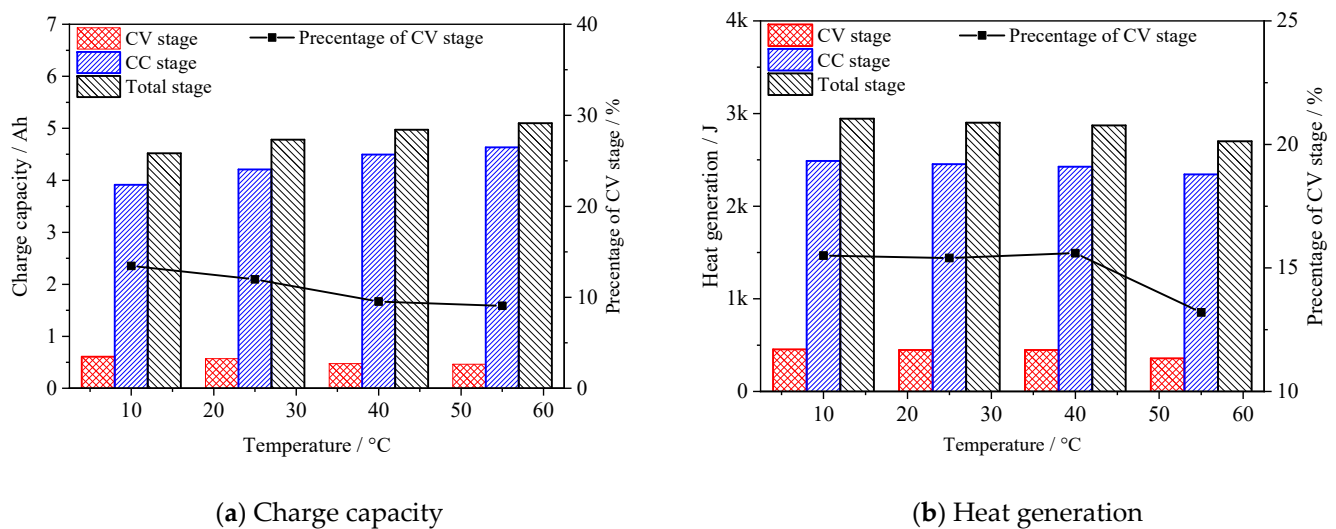 7
6
5
4
3
2
1
0
Charge capacity / Ah
CV stage
CC stage
Total stage
Precentage of CV stage
40
30
20
10
0
Precentage of CV stage / %
10 20 30 40 50 60
Temperature / °C
(a) Charge capacity
4k
3k
2k
1k
0
Heat generation / J
CV stage
CC stage
Total stage
Precentage of CV stage
25
20
15
10
Precentage of CV stage / %
10 20 30 40 50 60
Temperature / °C
(b) Heat generation